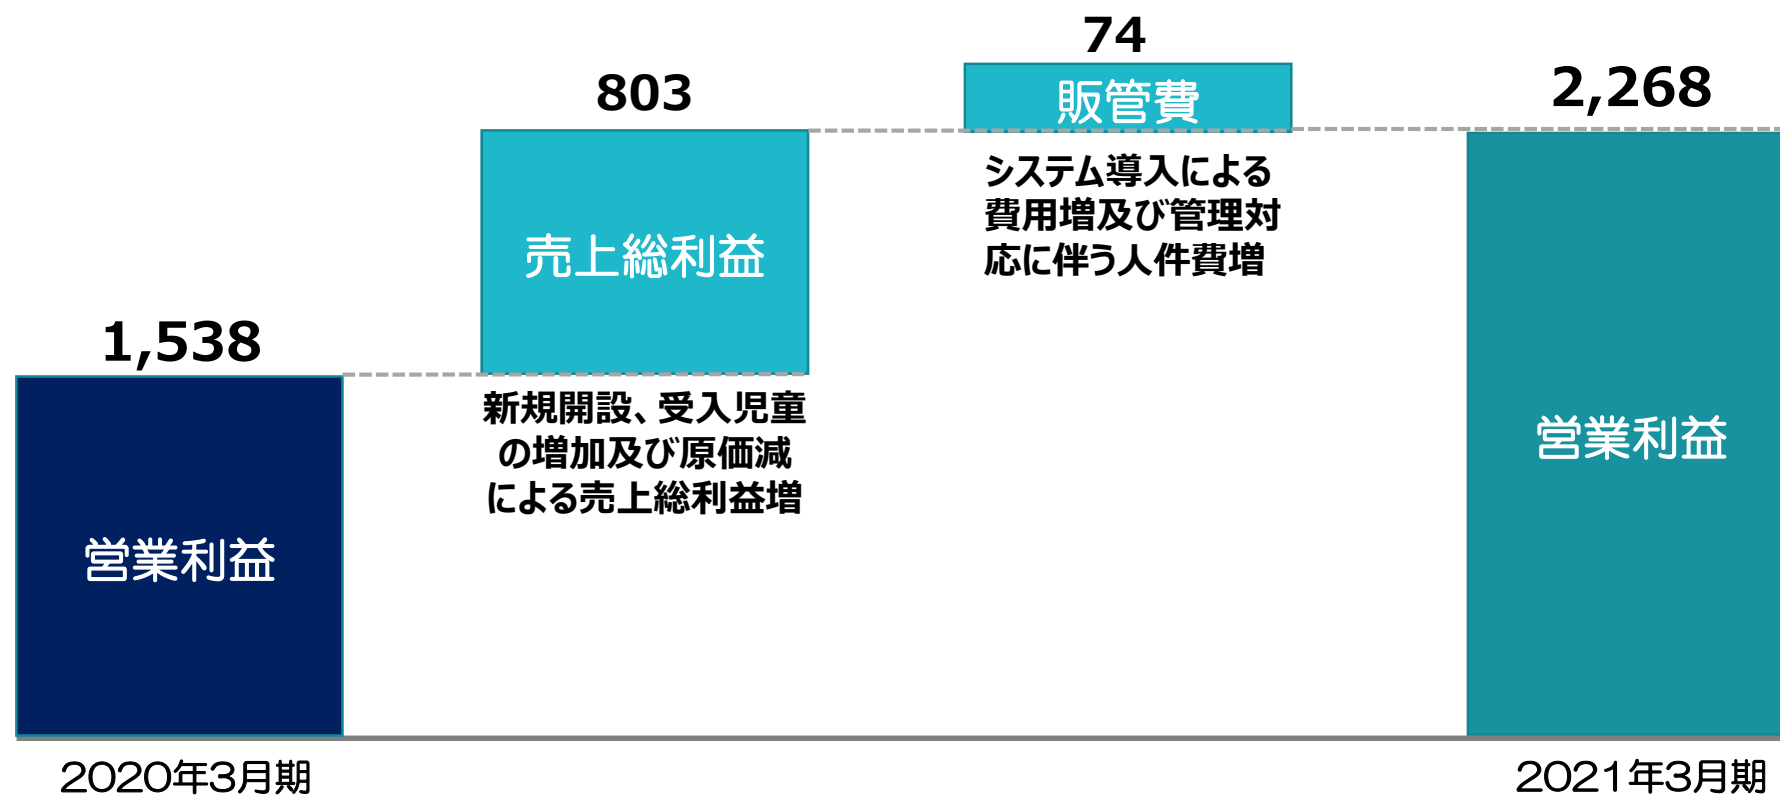 74
803
2,268
販管費
システム導入による
費用増及び管理対
応に伴う人件費増
売上総利益
1,538
新規開設、受入児童
の増加及び原価減
による売上総利益増
営業利益
営業利益
2020年3月期
2021年3月期